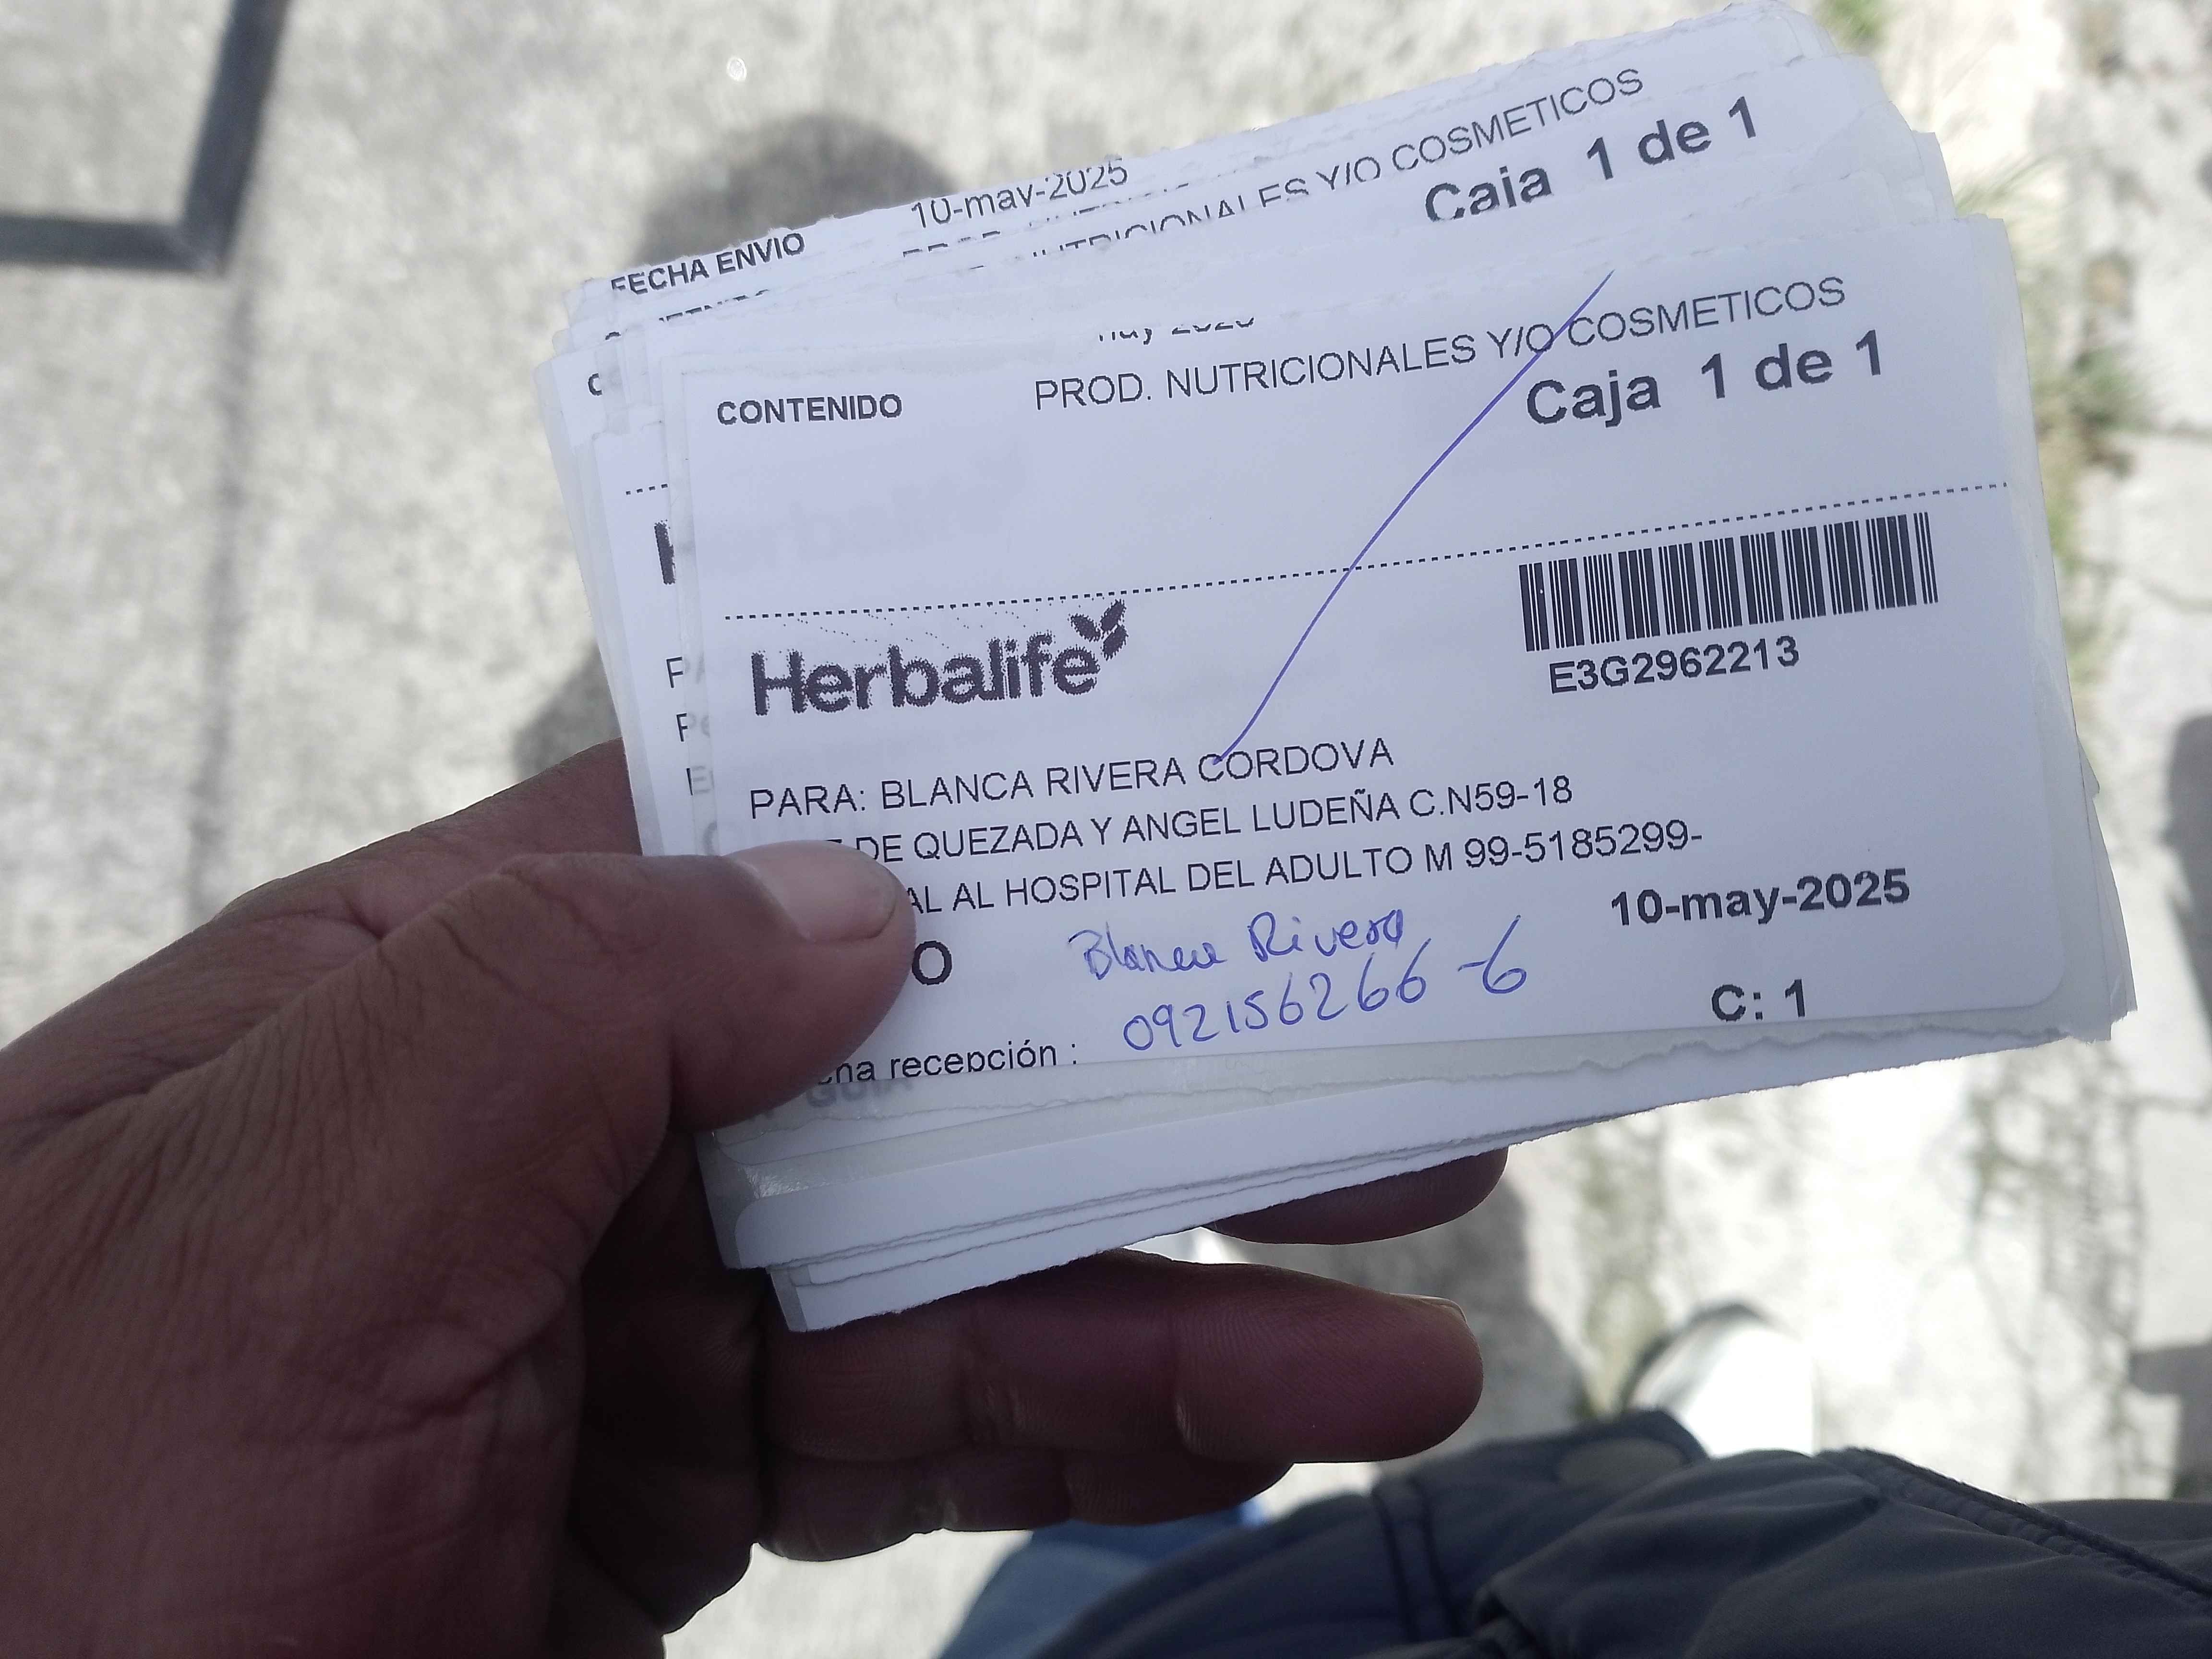 10-may-2025
FECHA ENVIO
NUTRICIONALES Y/O COSMETICOS
Caja 1 de 1
CONTENIDO PROD. NUTRICIONALES Y/O COSMETICOS
Caja 1 de 1
Herbalife
E3G2962213
PARA: BLANCA RIVERA CORDOVA
DE QUEZADA Y ANGEL LUDEÑA C.N59-18
AL HOSPITAL DEL ADULTO M 99-5185299-
10-may-2025
O
Blanca Rivera
092156266-6
C: 1
recepción :